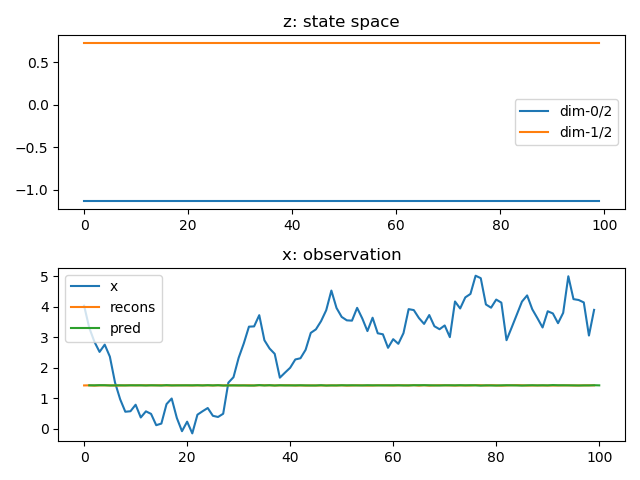 z: state space
0.5
0.0
−0.5
−1.0
dim-0/2
dim-1/2
0 20 40 60 80 100
x: observation
5
4
3
2
1
0
x
recons
pred
0 20 40 60 80 100